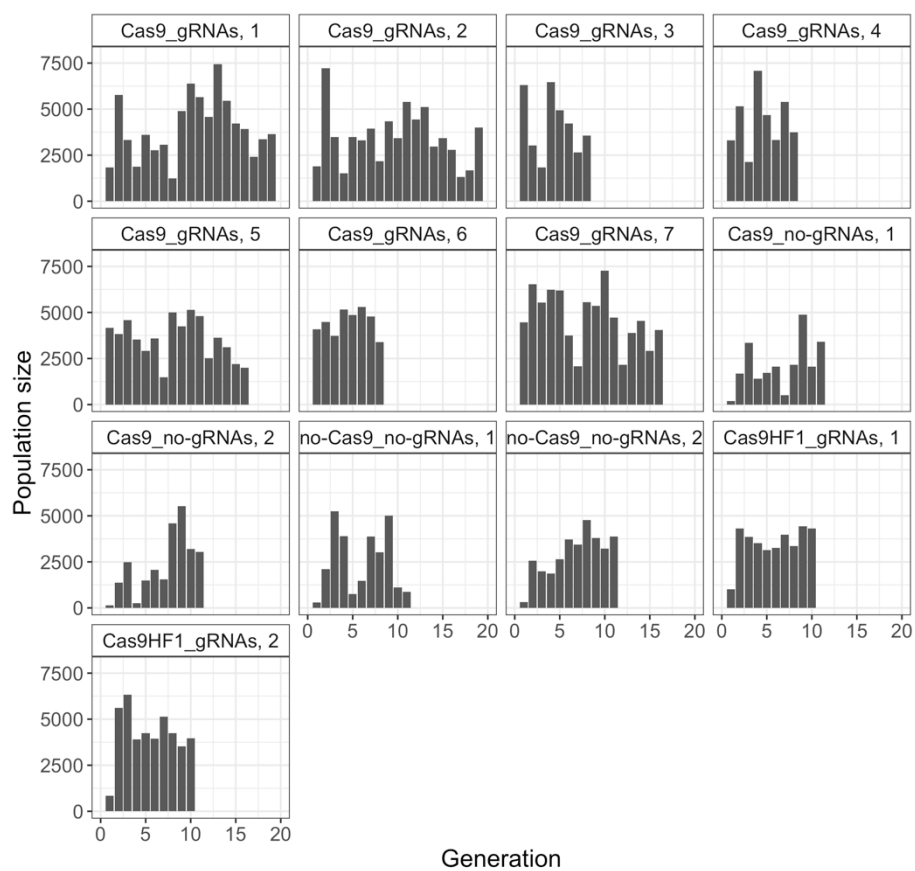 Cas9_gRNAs, 1
Cas9_gRNAs, 2
Cas9_gRNAs, 3
Cas9_gRNAs, 4
7500
5000
2500
0
Cas9_gRNAs, 5
Cas9_gRNAs, 6
Cas9_gRNAs, 7
Cas9_no-gRNAs, 1
7500
5000
2500
0
Population size
Cas9_no-gRNAs, 2
no-Cas9_no-gRNAs, 1
no-Cas9_no-gRNAs, 2
Cas9HF1_gRNAs, 1
7500
5000
2500
0
0 5 10 15 20
0 5 10 15 20
0 5 10 15 20
Cas9HF1_gRNAs, 2
7500
5000
2500
0
0 5 10 15 20
Generation